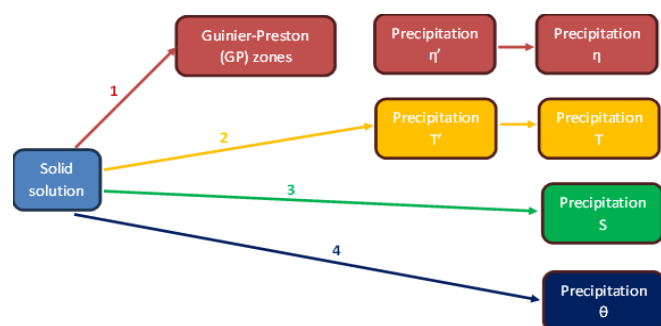 Guinier-Preston
(GP) zones
Precipitation
η'
Precipitation
η
1
Precipitation
T'
Precipitation
T
2
Solid
solution
3
Precipitation
S
4
Precipitation
θ